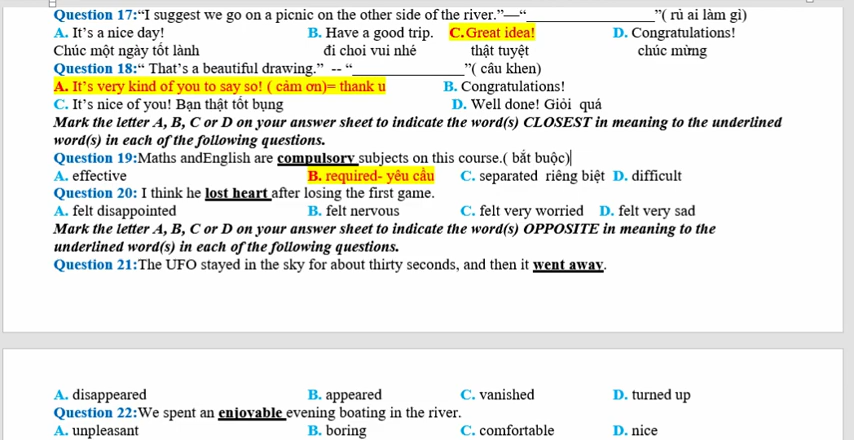 Question 17:“I suggest we go on a picnic on the other side of the river.”—“____________________”( rủ ai làm gì)
A. It’s a nice day! B. Have a good trip. C.Great idea! D. Congratulations!
Chúc một ngày tốt lành đi choi vui nhé thật tuyệt chúc mừng
Question 18:“ That’s a beautiful drawing.” -- “_________________”( câu khen)
A. It’s very kind of you to say so! ( cảm ơn)= thank u B. Congratulations!
C. It’s nice of you! Bạn thật tốt bụng D. Well done! Giỏi quá
Mark the letter A, B, C or D on your answer sheet to indicate the word(s) CLOSEST in meaning to the underlined
word(s) in each of the following questions.
Question 19:Maths andEnglish are compulsory subjects on this course.( bắt buộc)
A. effective B. required- yêu cầu C. separated riêng biệt D. difficult
Question 20: I think he lost heart after losing the first game.
A. felt disappointed B. felt nervous C. felt very worried D. felt very sad
Mark the letter A, B, C or D on your answer sheet to indicate the word(s) OPPOSITE in meaning to the
underlined word(s) in each of the following questions.
Question 21:The UFO stayed in the sky for about thirty seconds, and then it went away.
A. disappeared B. appeared C. vanished D. turned up
Question 22:We spent an enjoyable evening boating in the river.
A. unpleasant B. boring C. comfortable D. nice